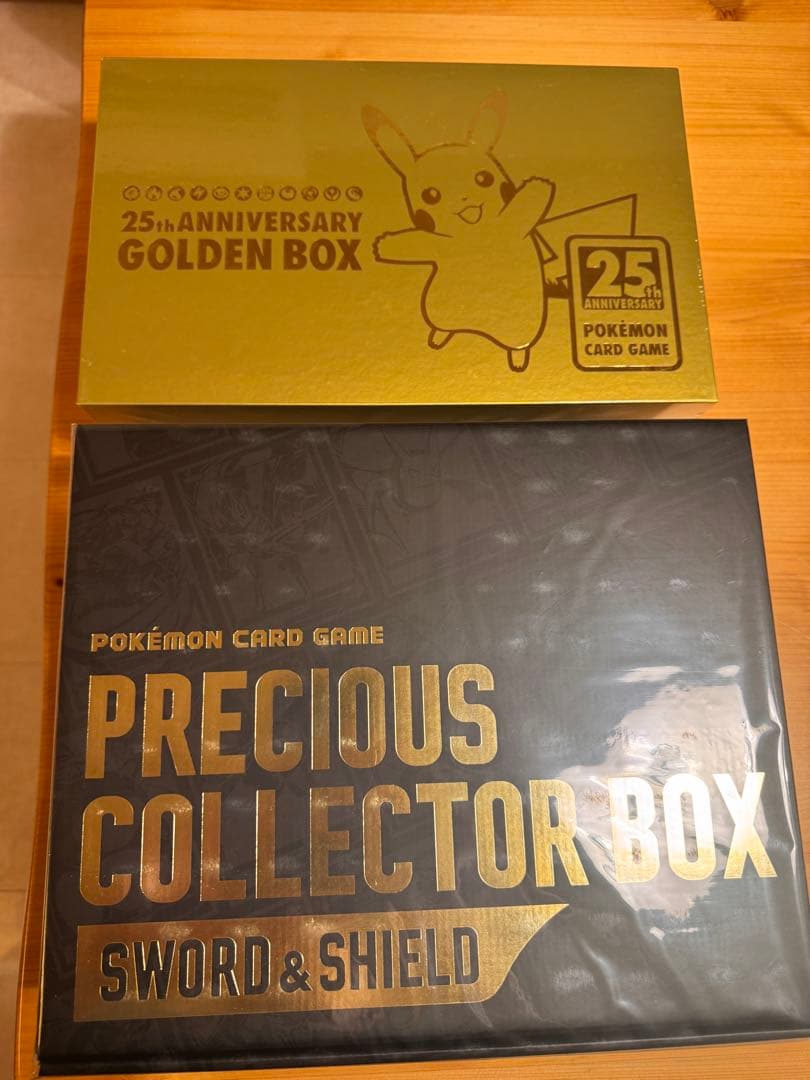 25th ANNIVERSARY
GOLDEN BOX
25th
ANNIVERSARY
POKÉMON
CARD GAME
POKÉMON CARD GAME
PRECIOUS
COLLECTOR BOX
SWORD & SHIELD